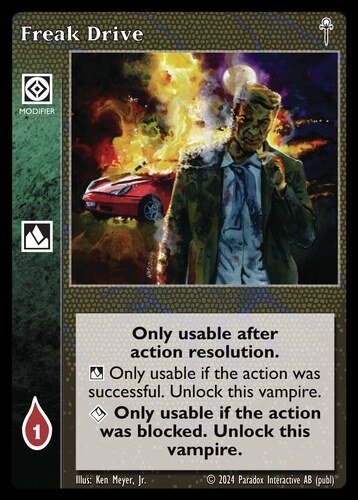 Freak Drive
MODIFIER
Only usable after
action resolution.
Only usable if the action was
successful. Unlock this vampire.
Only usable if the action
was blocked. Unlock this
vampire.
1
Illus: Ken Meyer, Jr. © 2024 Paradox Interactive AB (publ)